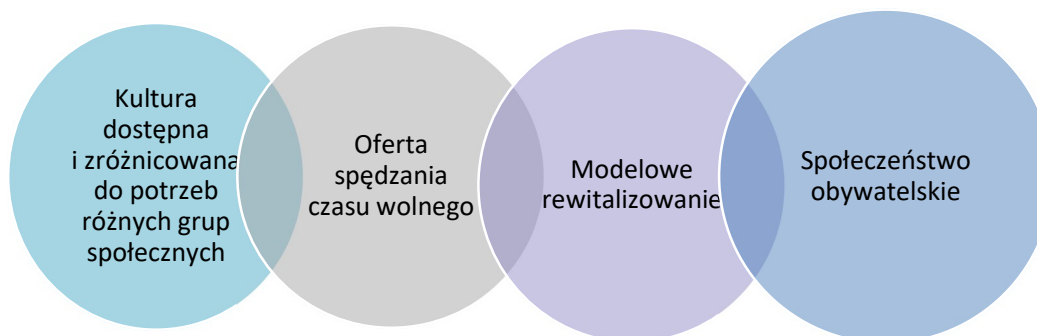 Kultura
dostępna
i zróżnicowana
do potrzeb
różnych grup
społecznych
Oferta
spędzania
czasu wolnego
Modelowe
rewitalizowanie
Społeczeństwo
obywatelskie